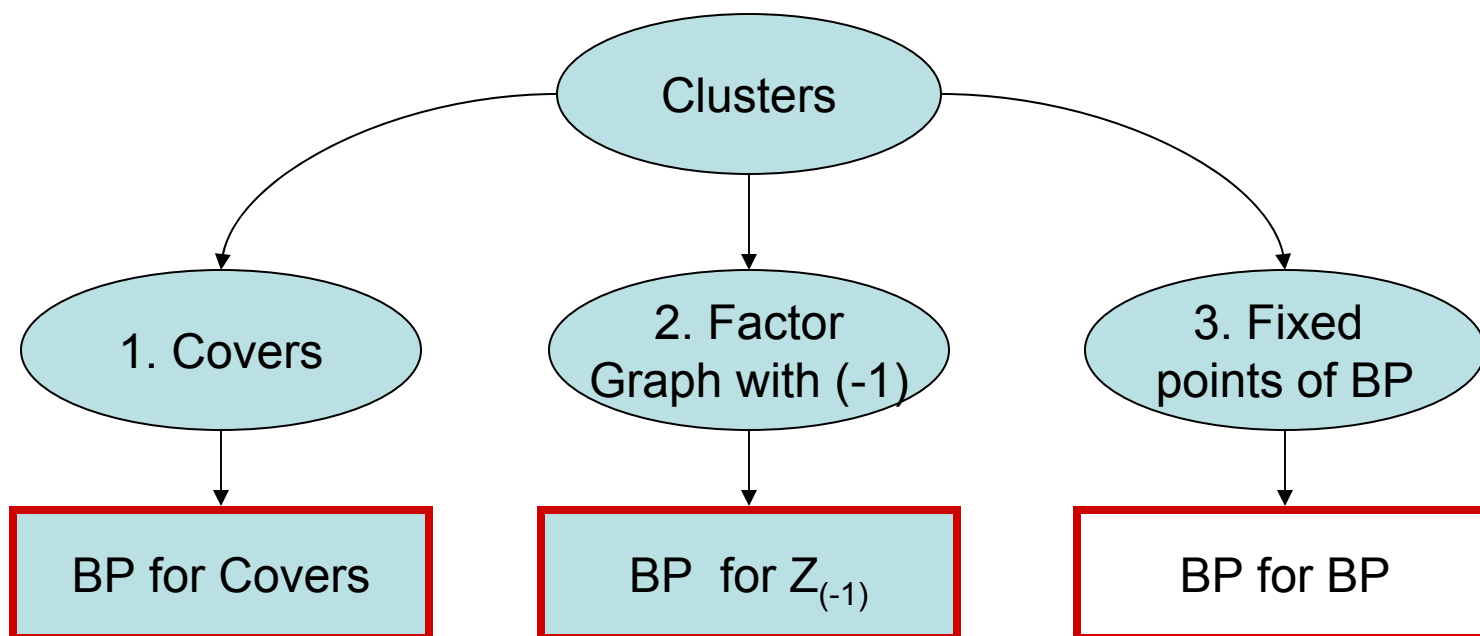 Clusters
1. Covers
2. Factor
Graph with (-1)
3. Fixed
points of BP
BP for Covers
BP for Z(-1)
BP for BP